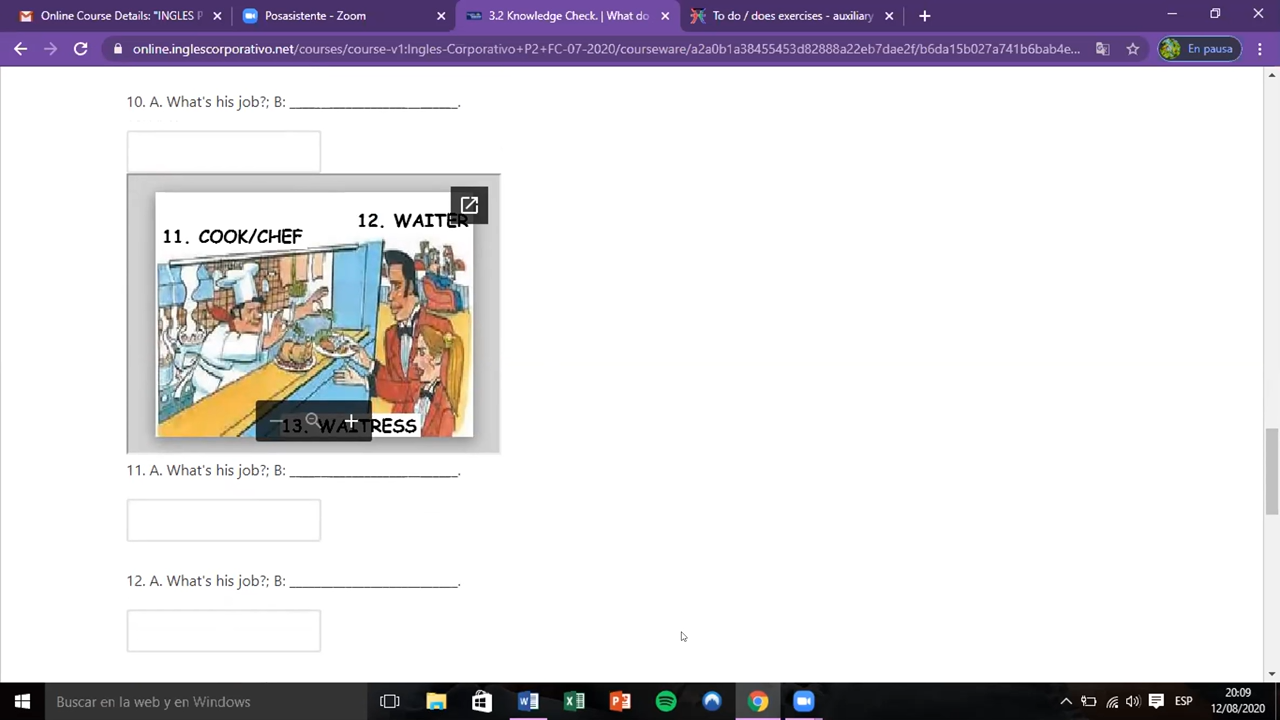 Online Course Details: "INGLES P
Posasistente - Zoom
3.2 Knowledge Check. | What do
To do / does exercises - auxiliary
online.inglescorporativo.net/courses/course-v1:Ingles-Corporativo+P2+FC-07-2020/courseware/a2a0b1a38455453d82888a22eb7dae2f/b6da15b027a741b6bab4e...
En pausa
10. A. What's his job?; B: ________________________.
12. WAITER
11. COOK/CHEF
13. WAITRESS
11. A. What's his job?; B: ________________________.
12. A. What's his job?; B: ________________________.
Buscar en la web y en Windows
ESP
20:09
12/08/2020